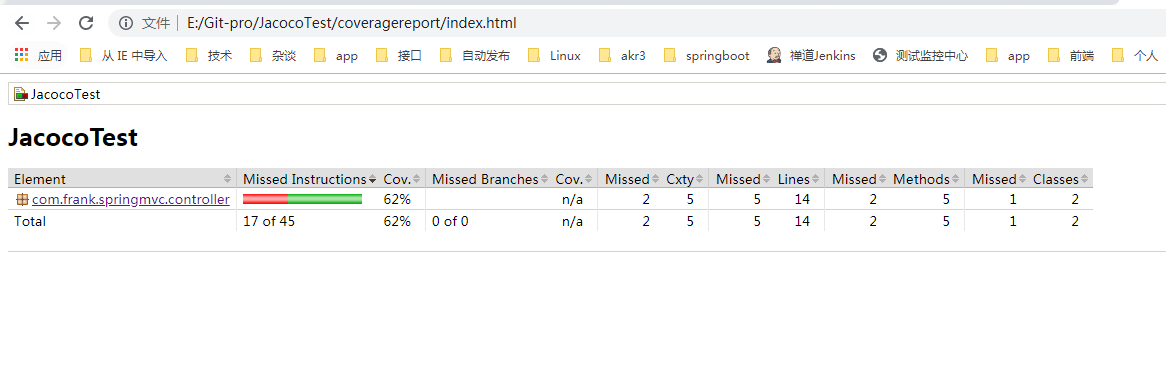 文件 E:/Git-pro/JacocoTest/coveragereport/index.html
应用 从 IE 中导入 技术 杂谈 app 接口 自动发布 Linux akr3 springboot 禅道Jenkins 测试监控中心 app 前端 个人
JacocoTest
JacocoTest
Element Missed Instructions Cov. Missed Branches Cov. Missed Cxty Missed Lines Missed Methods Missed Classes
com.frank.springmvc.controller 62% n/a 2 5 5 14 2 5 1 2
Total 17 of 45 62% 0 of 0 n/a 2 5 5 14 2 5 1 2